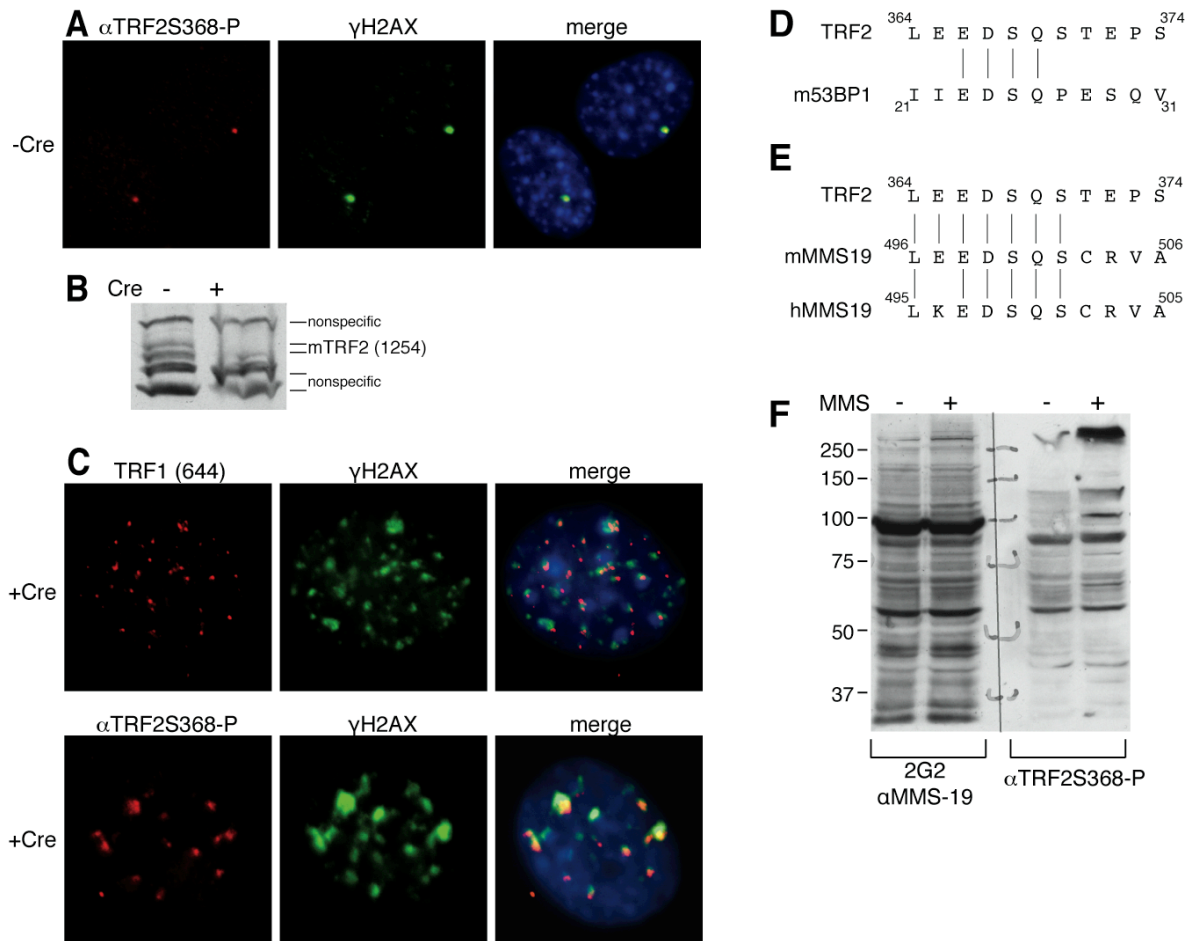 A
αTRF2S368-P γH2AX merge
-Cre
B
Cre - +
nonspecific
mTRF2 (1254)
nonspecific
C
TRF1 (644) γH2AX merge
+Cre
αTRF2S368-P γH2AX merge
+Cre
D
364 374
TRF2 L E E D S Q S T E P S
m53BP1 I I E D S Q P E S Q V
21 31
E
364 374
TRF2 L E E D S Q S T E P S
496 506
mMMS19 L E E D S Q S C R V A
495 505
hMMS19 L K E D S Q S C R V A
F
MMS - + - +
250
150
100
75
50
37
2G2
αMMS-19
αTRF2S368-P